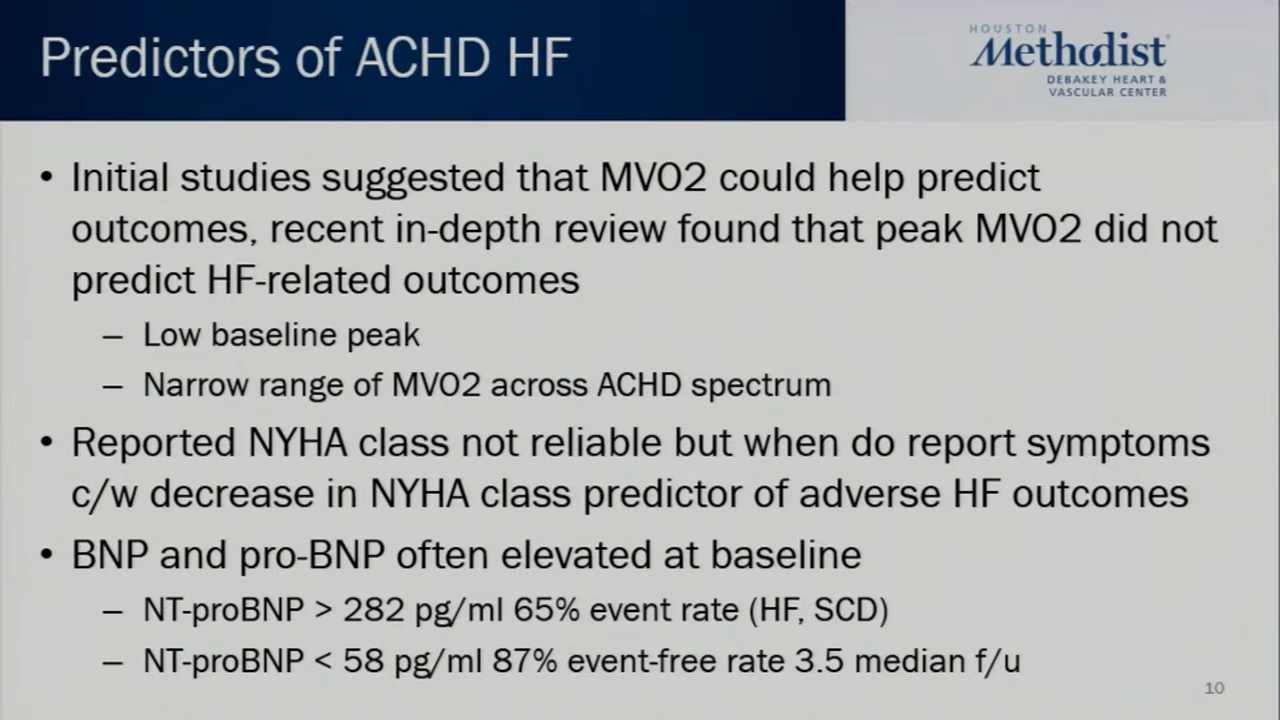 Predictors of ACHD HF
HOUSTON
Methodist
DEBAKEY HEART &
VASCULAR CENTER
• Initial studies suggested that MVO2 could help predict
outcomes, recent in-depth review found that peak MVO2 did not
predict HF-related outcomes
– Low baseline peak
– Narrow range of MVO2 across ACHD spectrum
• Reported NYHA class not reliable but when do report symptoms
c/w decrease in NYHA class predictor of adverse HF outcomes
• BNP and pro-BNP often elevated at baseline
– NT-proBNP > 282 pg/ml 65% event rate (HF, SCD)
– NT-proBNP < 58 pg/ml 87% event-free rate 3.5 median f/u
10